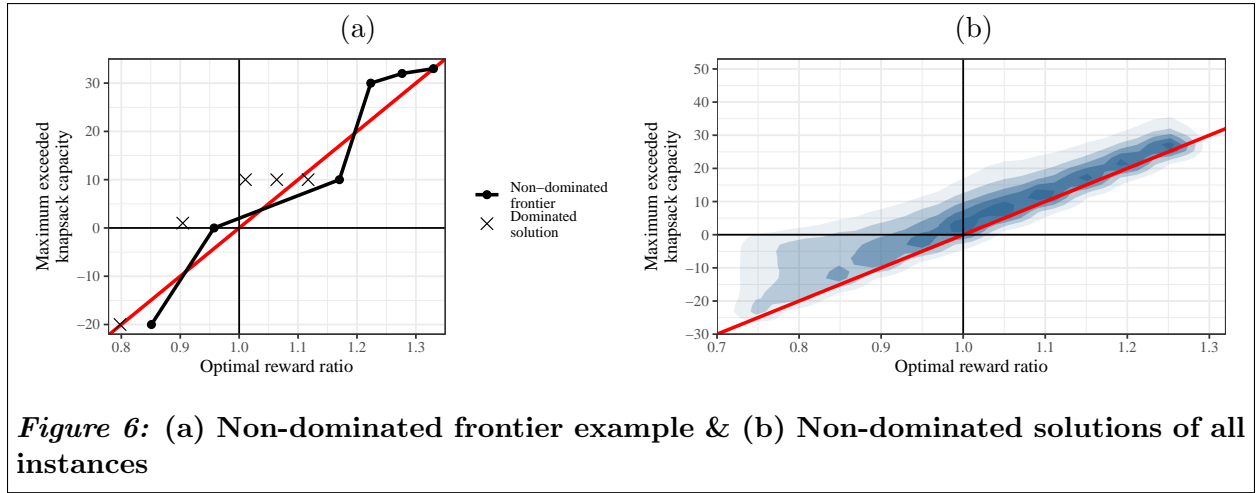 (a)
Maximum exceeded
knapsack capacity
30
20
10
0
−10
−20
0.8 0.9 1.0 1.1 1.2 1.3
Optimal reward ratio
Non−dominated
frontier
Dominated
solution
(b)
Maximum exceeded
knapsack capacity
50
40
30
20
10
0
−10
−20
−30
0.7 0.8 0.9 1.0 1.1 1.2 1.3
Optimal reward ratio
Figure 6: (a) Non-dominated frontier example & (b) Non-dominated solutions of all
instances